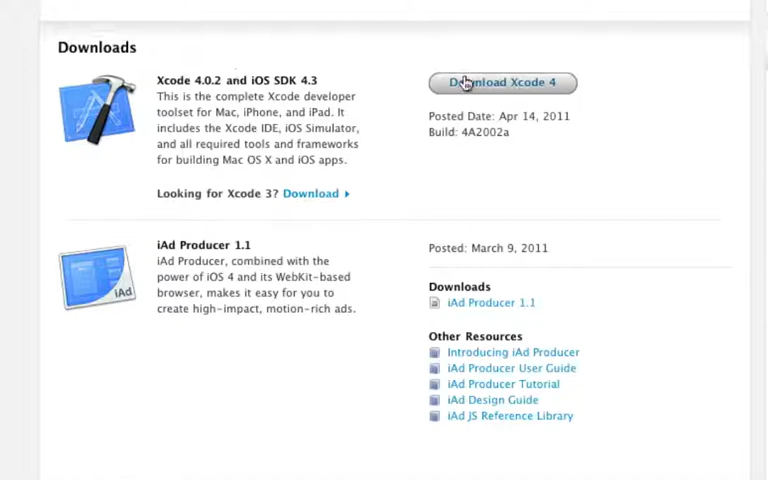 Downloads
Xcode 4.0.2 and iOS SDK 4.3
This is the complete Xcode developer
toolset for Mac, iPhone, and iPad. It
includes the Xcode IDE, iOS Simulator,
and all required tools and frameworks
for building Mac OS X and iOS apps.
Looking for Xcode 3? Download
Download Xcode 4
Posted Date: Apr 14, 2011
Build: 4A2002a
iAd
iAd Producer 1.1
iAd Producer, combined with the
power of iOS 4 and its WebKit-based
browser, makes it easy for you to
create high-impact, motion-rich ads.
Posted: March 9, 2011
Downloads
iAd Producer 1.1
Other Resources
Introducing iAd Producer
iAd Producer User Guide
iAd Producer Tutorial
iAd Design Guide
iAd JS Reference Library